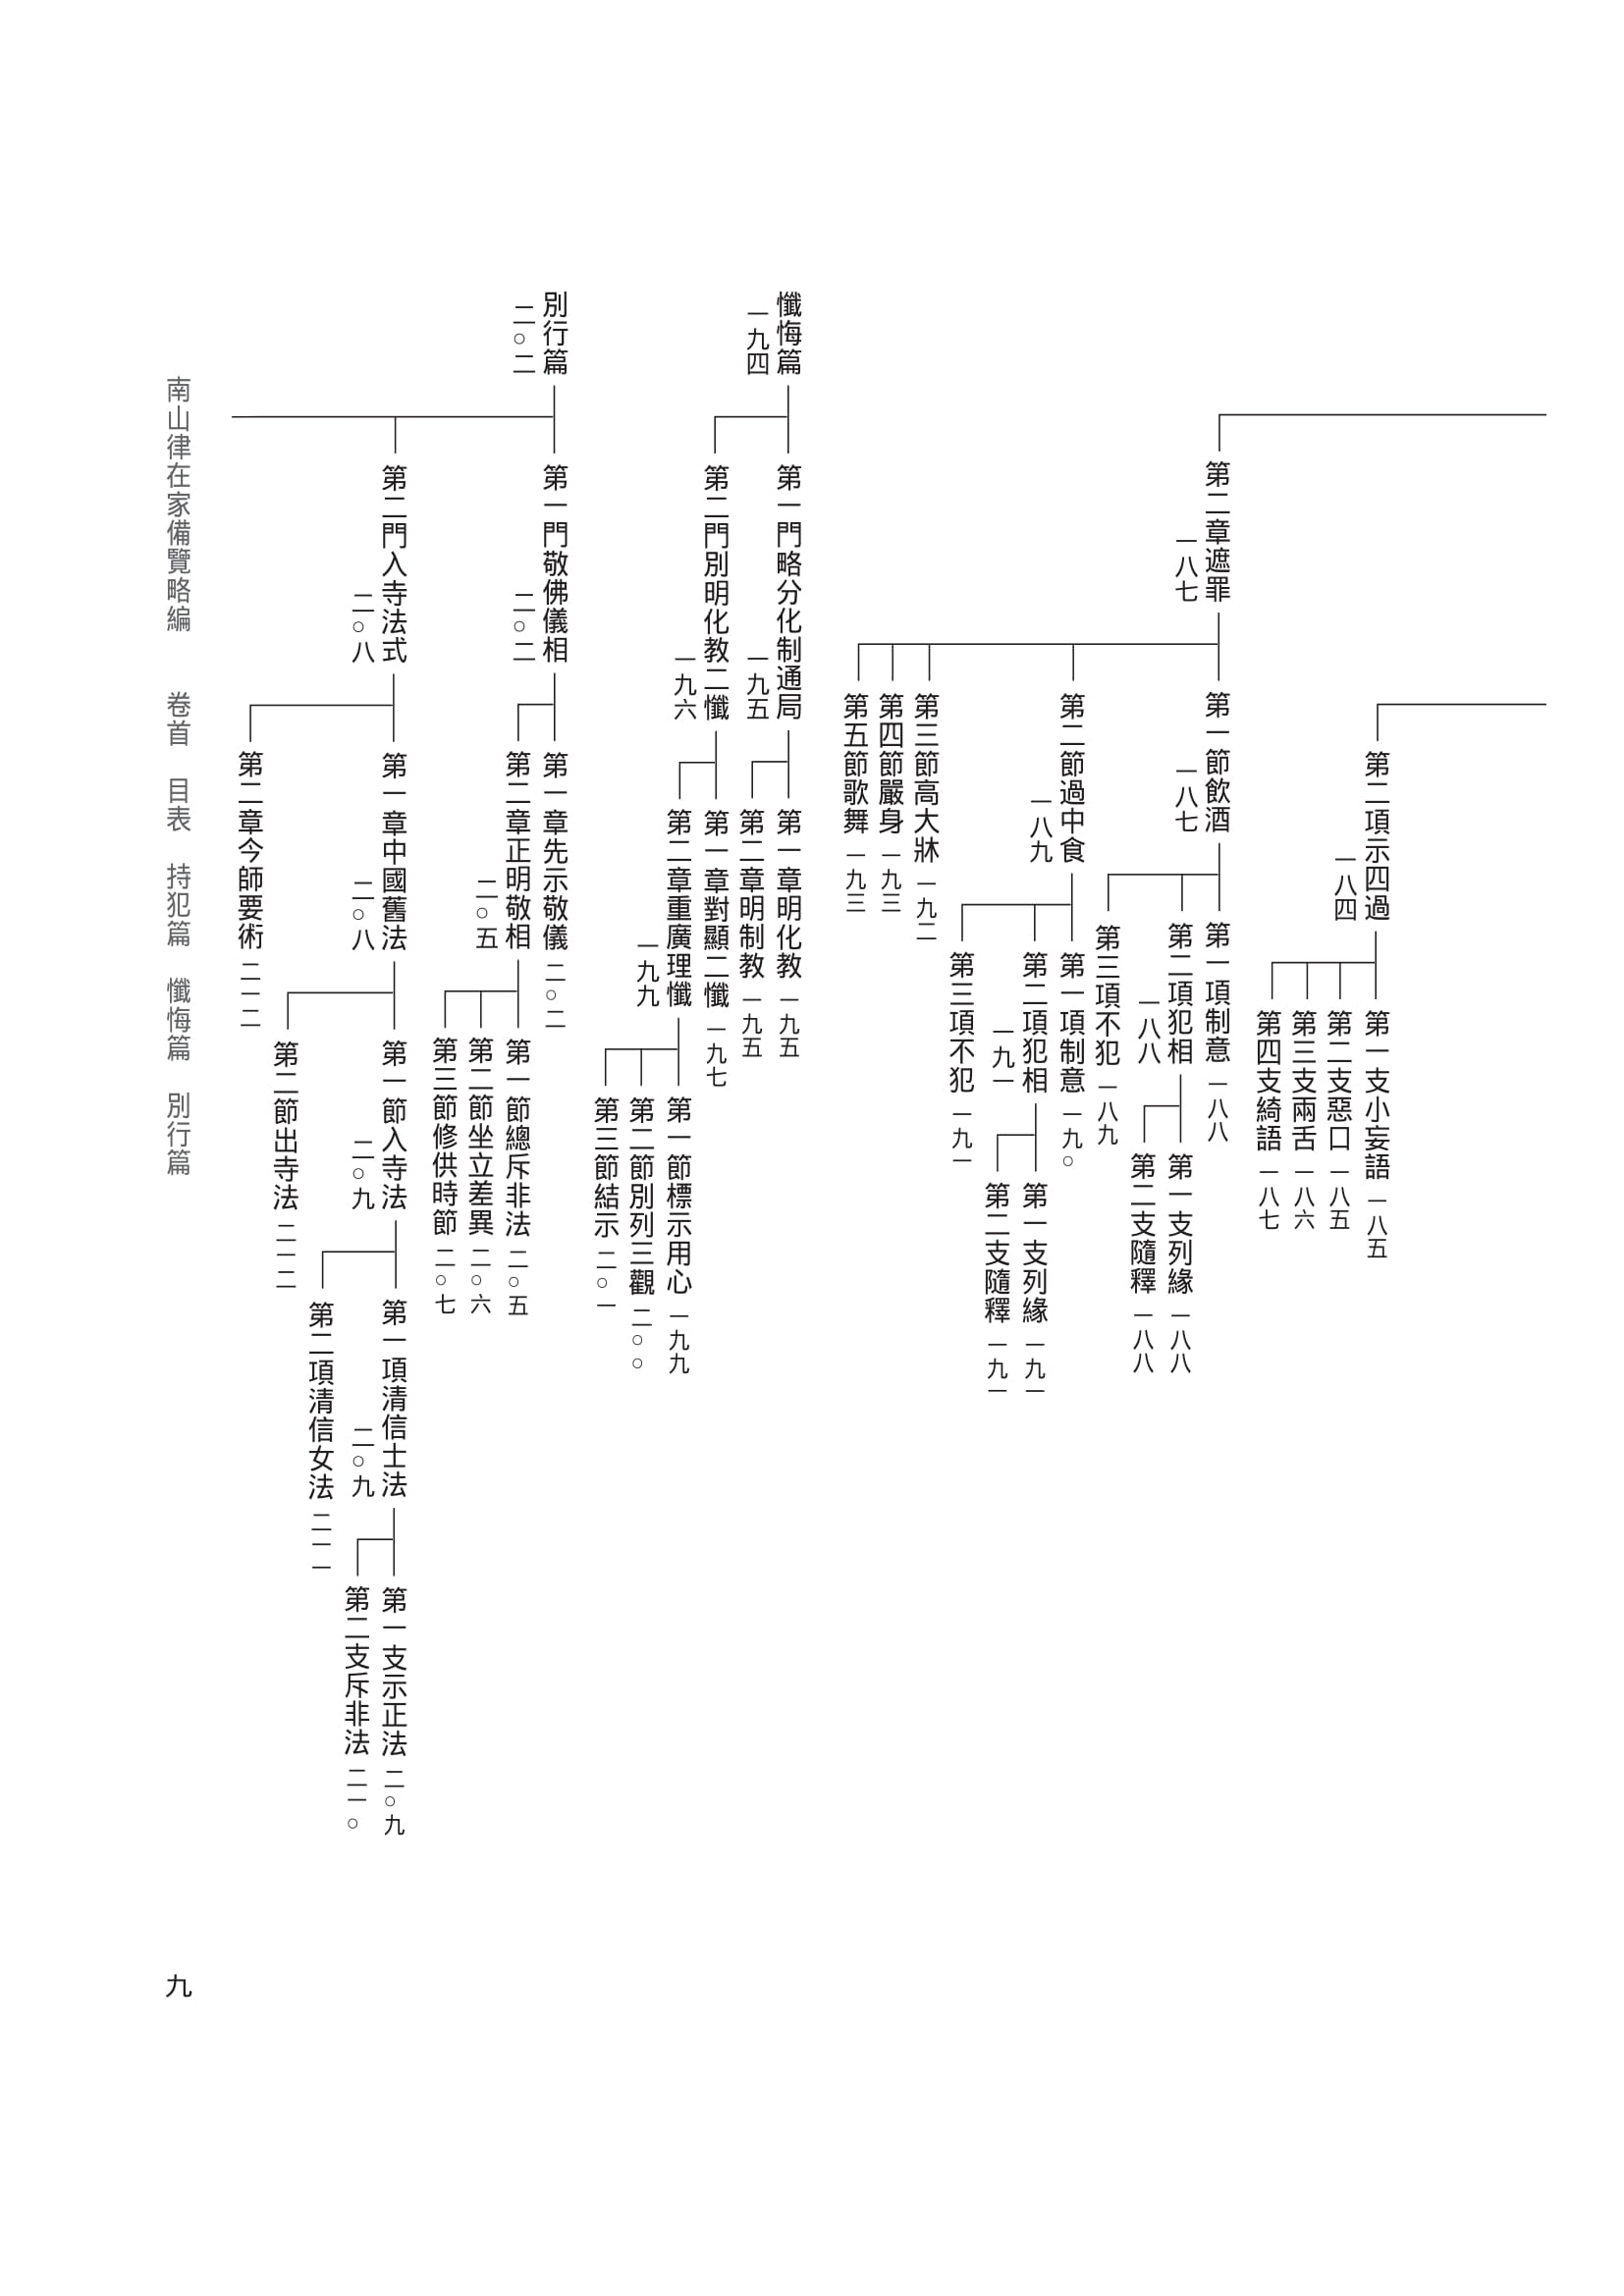 第二項示四過
一八四
第一支小妄語 一八五
第二支惡口 一八五
第三支兩舌 一八六
第四支綺語 一八七
第二章遮罪
一八七
第一節飲酒
一八七
第一項制意 一八八
第二項犯相
一八八
第一支列緣 一八八
第二支隨釋 一八八
第三項不犯 一八九
第二節過中食
一八九
第一項制意 一九○
第二項犯相
一九一
第一支列緣 一九一
第二支隨釋 一九一
第三項不犯 一九一
第三節高大牀 一九二
第四節嚴身 一九三
第五節歌舞 一九三
懺悔篇
一九四
第一門略分化制通局
一九五
第一章明化教 一九五
第二章明制教 一九五
第二門別明化教二懺
一九六
第一章對顯二懺 一九七
第二章重廣理懺
一九九
第一節標示用心 一九九
第二節別列三觀 二○○
第三節結示 二○一
別行篇
二○二
第一門敬佛儀相
二○二
第一章先示敬儀 二○二
第二章正明敬相
二○五
第一節總斥非法 二○五
第二節坐立差異 二○六
第三節修供時節 二○七
第二門入寺法式
二○八
第一章中國舊法
二○八
第一節入寺法
二○九
第一項清信士法
二○九
第一支示正法 二○九
第二支斥非法 二一○
第二項清信女法 二一一
第二節出寺法 二一二
第二章今師要術 二一二
南山律在家備覽略編 卷首 目表 持犯篇 懺悔篇 別行篇
九